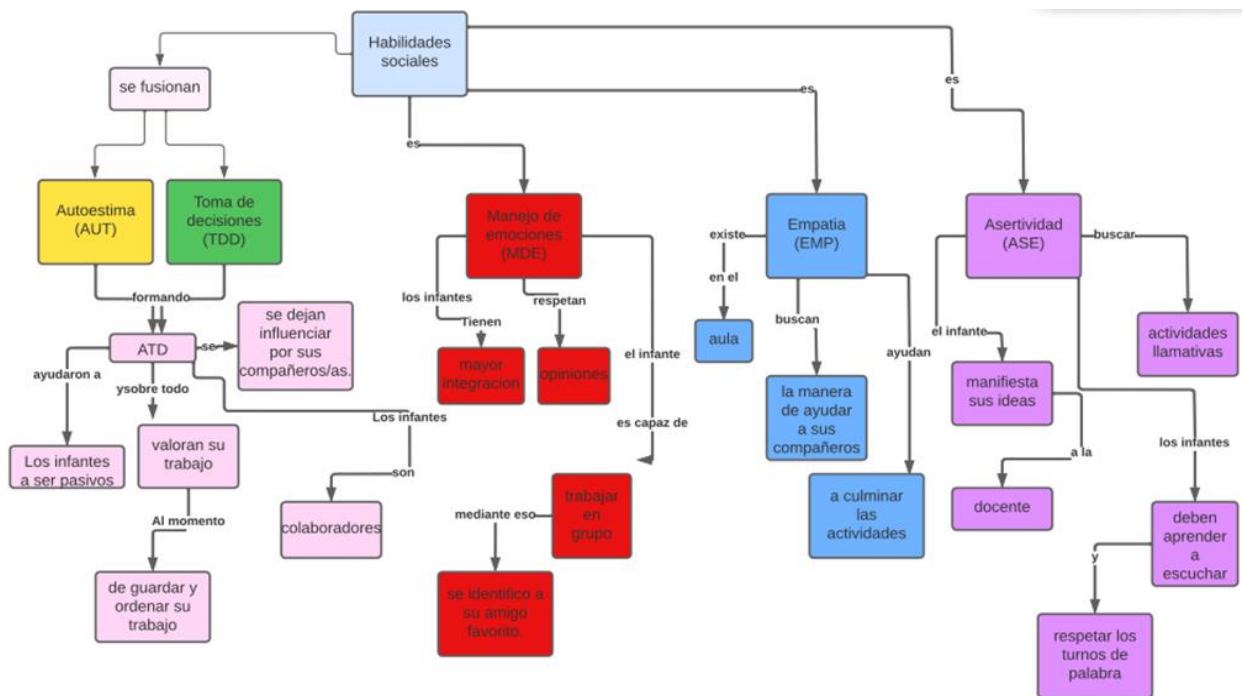 Habilidades
sociales
se fusionan
es
es
es
Autoestima
(AUT)
Toma de
decisiones
(TDD)
formando
ATD
se
se dejan
influenciar
por sus
compañeros/as.
ayudaron a
Los infantes
a ser pasivos
ysobre todo
valoran su
trabajo
Al momento
de guardar y
ordenar su
trabajo
Los infantes
son
colaboradores
Manejo de
emociones
(MDE)
los infantes
Tienen
mayor
integracion
respetan
opiniones
el infante
es capaz de
trabajar
en
grupo
mediante eso
se identifico a
su amigo
favorito.
Empatia
(EMP)
existe
en el
aula
buscan
la manera
de ayudar
a sus
compañeros
ayudan
a culminar
las
actividades
Asertividad
(ASE)
buscar
actividades
llamativas
el infante
manifiesta
sus ideas
a la
docente
los infantes
deben
aprender
a
escuchar
y
respetar los
turnos de
palabra